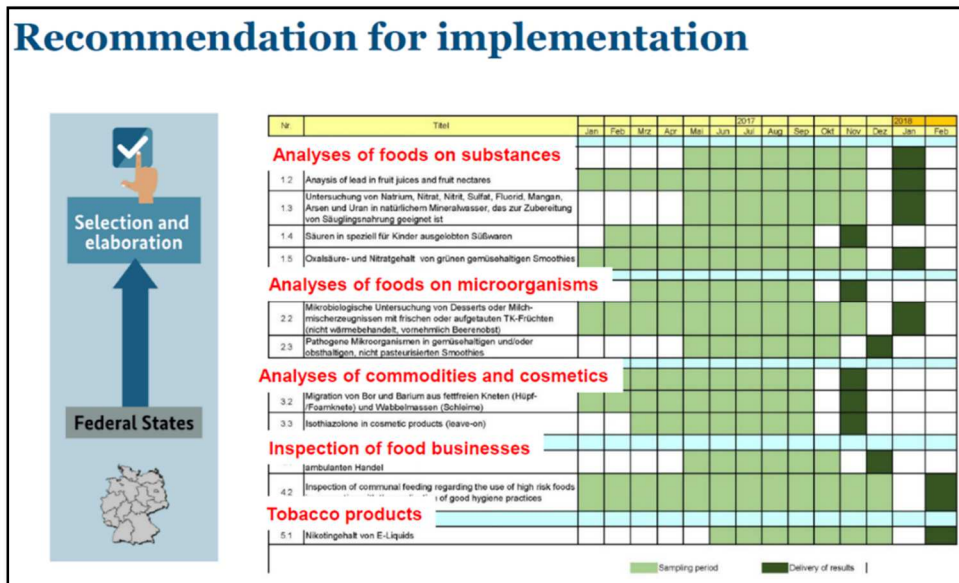 Recommendation for implementation
Selection and
elaboration
Federal States
Nr.
Titel
2017
2018
Jan
Feb
Mrz
Apr
Mai
Jun
Jul
Aug
Sep
Okt
Nov
Dez
Jan
Feb
Analyses of foods on substances
1.2
Anaysis of lead in fruit juices and fruit nectares
1.3
Untersuchung von Natrium, Nitrat, Nitrit, Sulfat, Fluorid, Mangan,
Arsen und Uran in natürlichem Mineralwasser, das zur Zubereitung
von Säuglingsnahrung geeignet ist
1.4
Säuren in speziell für Kinder ausgelobten Süßwaren
1.5
Oxalsäure- und Nitratgehalt von grünen gemüsehaltigen Smoothies
Analyses of foods on microorganisms
2.2
Mikrobiologische Untersuchung von Desserts oder Milch-
mischerzeugnissen mit frischen oder aufgetauten TK-Früchten
(nicht wärmebehandelt, vornehmlich Beerenobst)
2.3
Pathogene Mikroorganismen in gemüsehaltigen und/oder
obsthaltigen, nicht pasteurisierten Smoothies
Analyses of commodities and cosmetics
3.2
Migration von Bor und Barium aus fettfreien Kneten (Hüpf-
/Foamknete) und Wabbelmassen (Schleime)
3.3
Isothiazolone in cosmetic products (leave-on)
Inspection of food businesses
ambulanten Handel
4.2
Inspection of communal feeding regarding the use of high risk foods
of good hygiene practices
Tobacco products
5.1
Nikotingehalt von E-Liquids
Sampling period
Delivery of results